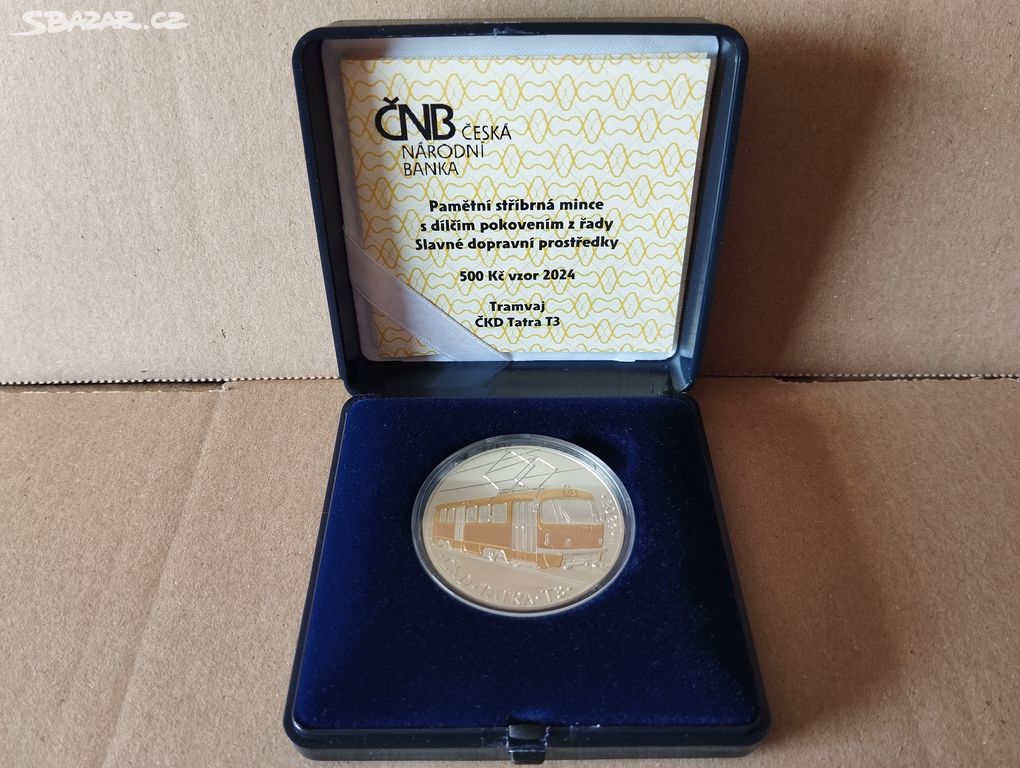 SBAZAR.CZ
ČNB ČESKÁ
NÁRODNÍ
BANKA
Pamětní stříbrná mince
s dílčím pokovením z řady
Slavné dopravní prostředky
500 Kč vzor 2024
Tramvaj
ČKD Tatra T3
ČKD·TATRA·T3·